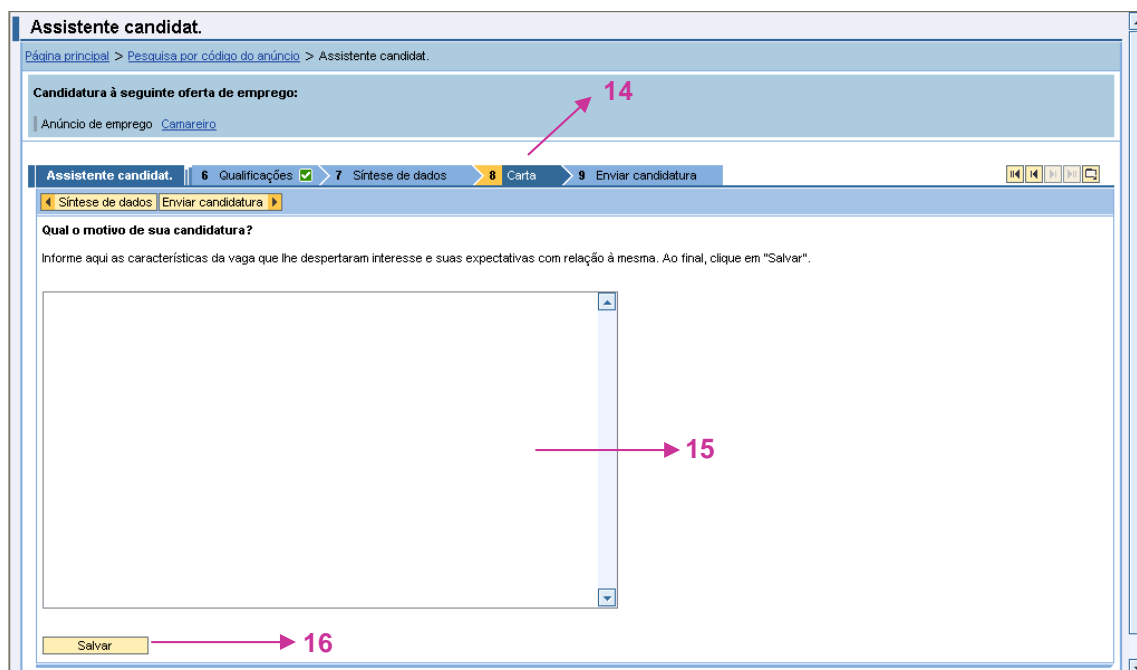 Assistente candidat.
Página principal > Pesquisa por código do anúncio > Assistente candidat.
Candidatura à seguinte oferta de emprego:
14
Anúncio de emprego Camareiro
Assistente candidat. 6 Qualificações 7 Síntese de dados 8 Carta 9 Enviar candidatura
Síntese de dados Enviar candidatura
Qual o motivo de sua candidatura?
Informe aqui as características da vaga que lhe despertaram interesse e suas expectativas com relação à mesma. Ao final, clique em "Salvar".
15
Salvar 16